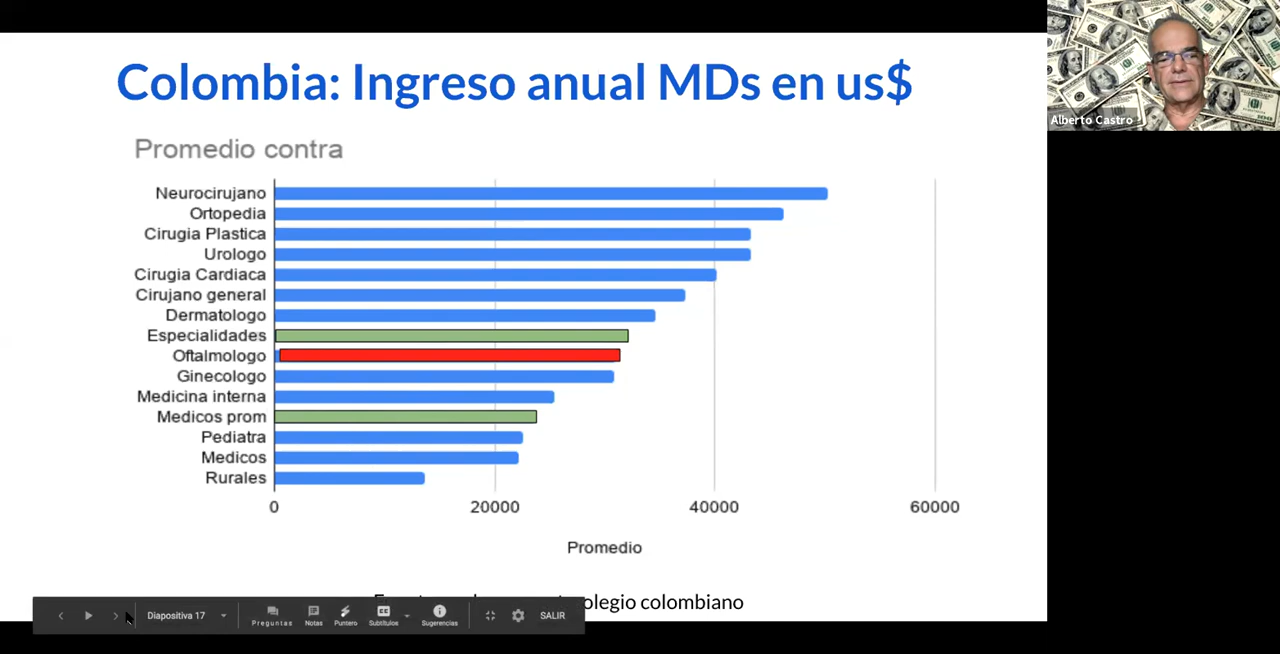 Colombia: Ingreso anual MDs en us$
Alberto Castro
Promedio contra
Neurocirujano
Ortopedia
Cirugia Plastica
Urologo
Cirugia Cardiaca
Cirujano general
Dermatologo
Especialidades
Oftalmologo
Ginecologo
Medicina interna
Medicos prom
Pediatra
Medicos
Rurales
0 20000 40000 60000
Promedio
colombiano
Diapositiva 17
Preguntas Notas Puntero Subtítulos Sugerencias
SALIR